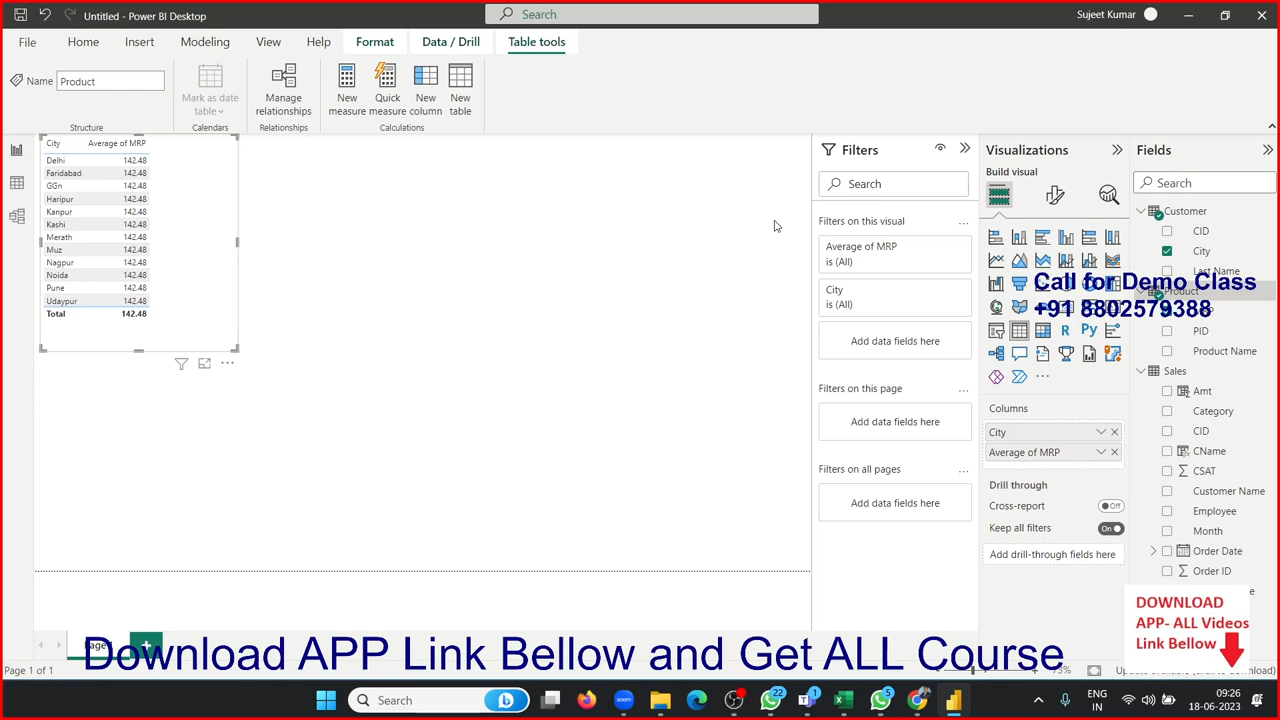 Untitled - Power BI Desktop
Search
Sujeet Kumar
File Home Insert Modeling View Help Format Data / Drill Table tools
Name Product
Mark as date table
Manage relationships
New measure
Quick measure
New column
New table
Structure Calendars Relationships Calculations
City Average of MRP
Delhi 142.48
Faridabad 142.48
GGn 142.48
Haripur 142.48
Kanpur 142.48
Kashi 142.48
Merath 142.48
Muz 142.48
Nagpur 142.48
Noida 142.48
Pune 142.48
Udaypur 142.48
Total 142.48
Filters
Search
Filters on this visual
Average of MRP
is (All)
City
is (All)
Add data fields here
Filters on this page
Add data fields here
Filters on all pages
Add data fields here
Visualizations
Build visual
R Py
Columns
City
Average of MRP
Drill through
Cross-report Off
Keep all filters On
Add drill-through fields here
Fields
Search
Customer
CID
City
Last Name
Product
PID
Product Name
Sales
Amt
Category
CID
CName
CSAT
Customer Name
Employee
Month
Order Date
Order ID
Call for Demo Class
+91 8802579388
DOWNLOAD
APP- ALL Videos
Link Bellow
Download APP Link Bellow and Get ALL Course
Page 1 of 1
Search
22
1
5
ENG
IN
09:26
18-06-2023